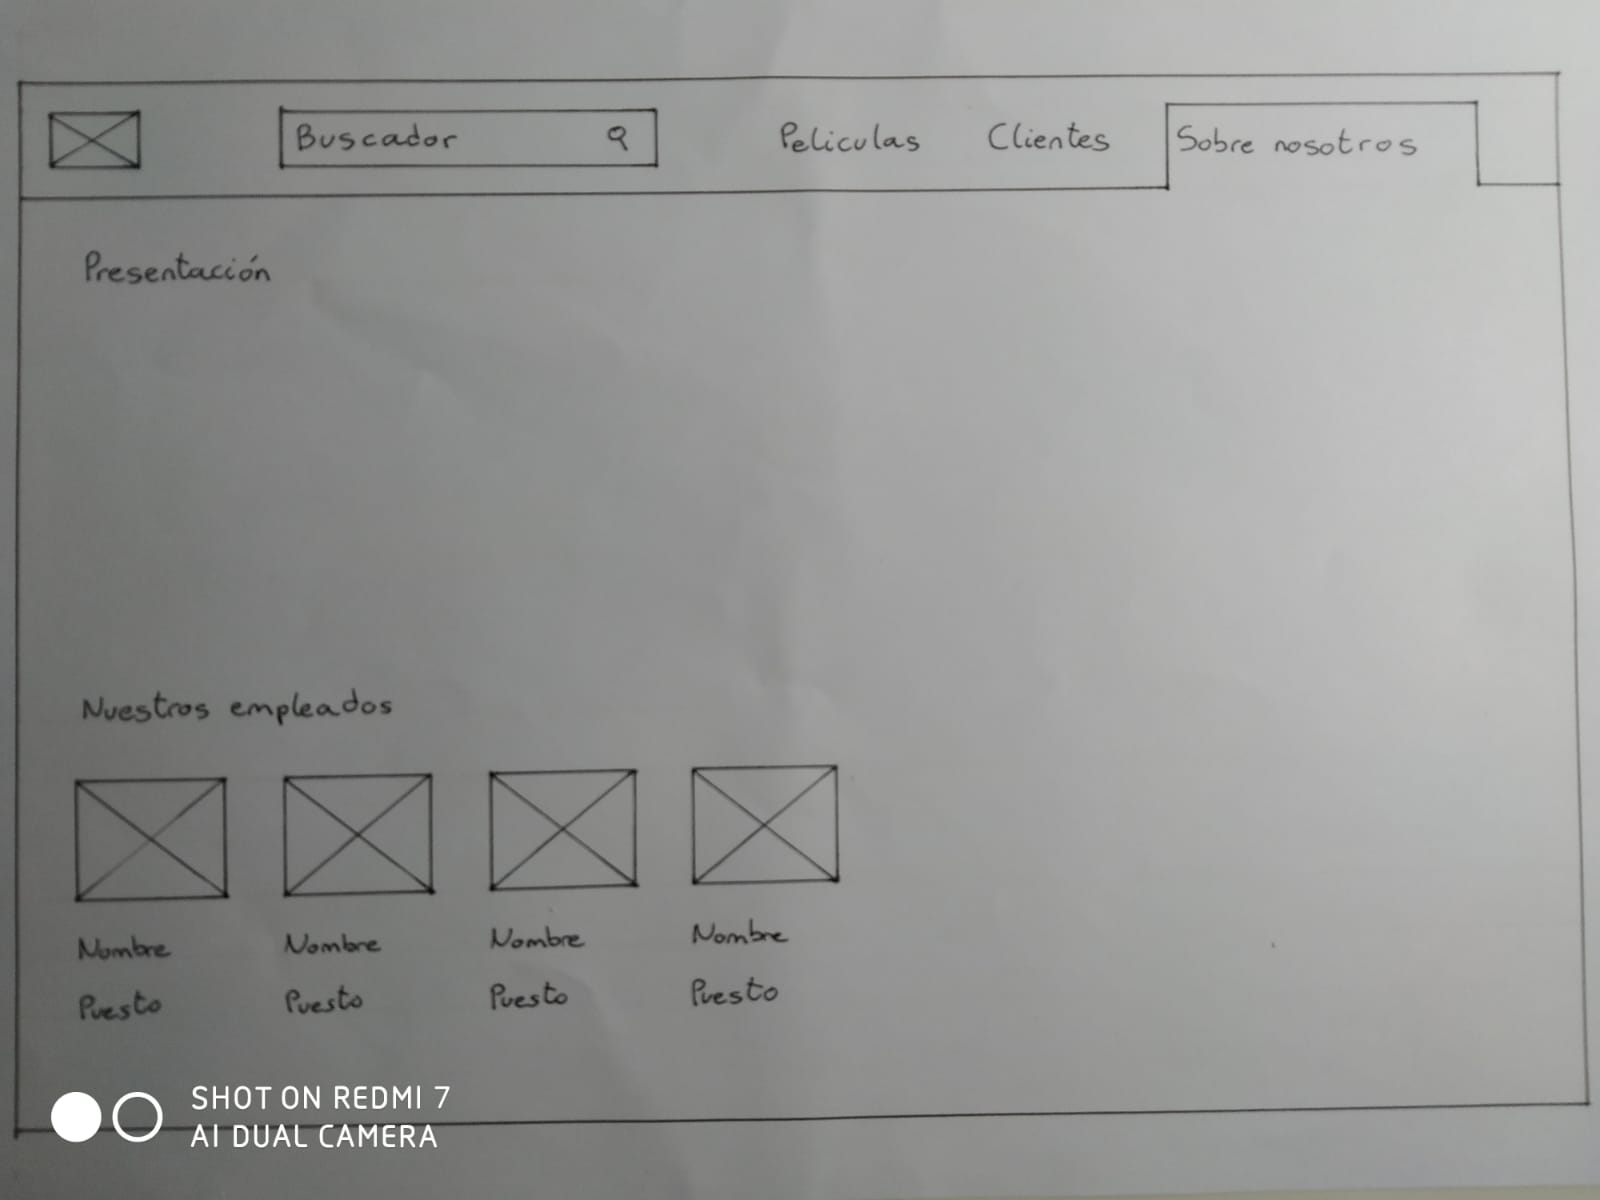 Buscador
Peliculas
Clientes
Sobre nosotros
Presentación
Nuestros empleados
Nombre Nombre Nombre Nombre
Puesto Puesto Puesto Puesto
SHOT ON REDMI 7
AI DUAL CAMERA